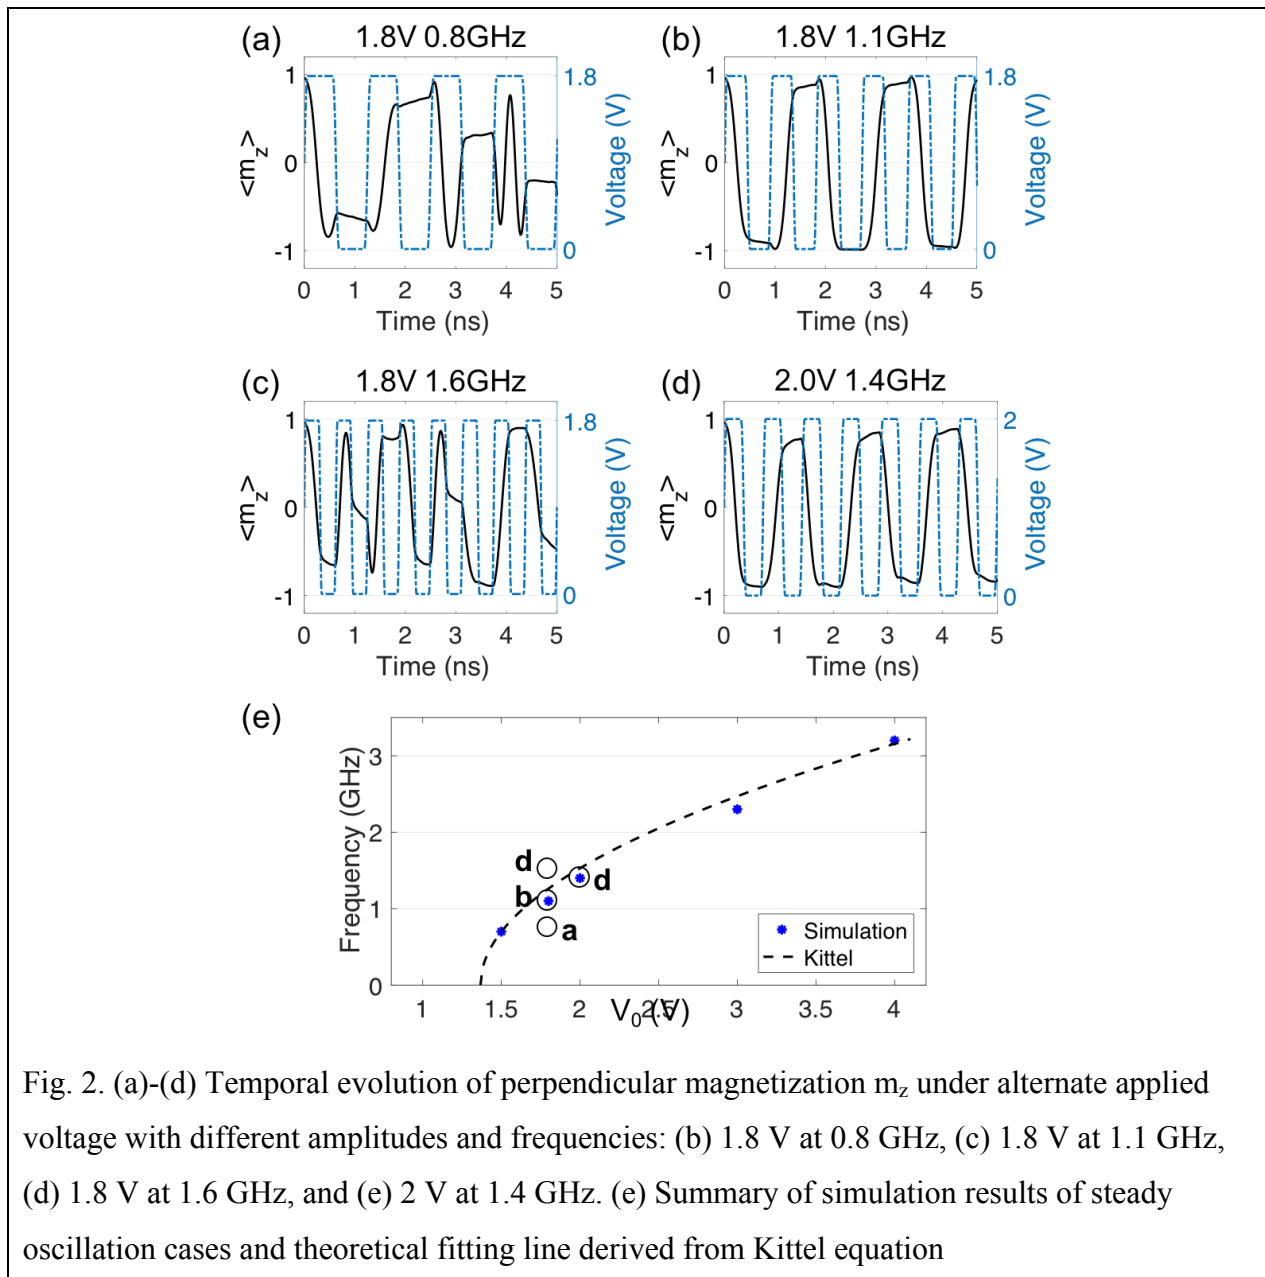 (a) 1.8V 0.8GHz
(b) 1.8V 1.1GHz
1
0
-1
<m_z>
1.8
0
Voltage (V)
0 1 2 3 4 5
Time (ns)
1
0
-1
<m_z>
1.8
0
Voltage (V)
0 1 2 3 4 5
Time (ns)
(c) 1.8V 1.6GHz
(d) 2.0V 1.4GHz
1
0
-1
<m_z>
1.8
0
Voltage (V)
0 1 2 3 4 5
Time (ns)
1
0
-1
<m_z>
2
0
Voltage (V)
0 1 2 3 4 5
Time (ns)
(e)
Frequency (GHz)
3
2
1
0
d
d
b
a
Simulation
Kittel
1 1.5 2 2.5 3 3.5 4
V_0 (V)
Fig. 2. (a)-(d) Temporal evolution of perpendicular magnetization m_z under alternate applied
voltage with different amplitudes and frequencies: (b) 1.8 V at 0.8 GHz, (c) 1.8 V at 1.1 GHz,
(d) 1.8 V at 1.6 GHz, and (e) 2 V at 1.4 GHz. (e) Summary of simulation results of steady
oscillation cases and theoretical fitting line derived from Kittel equation